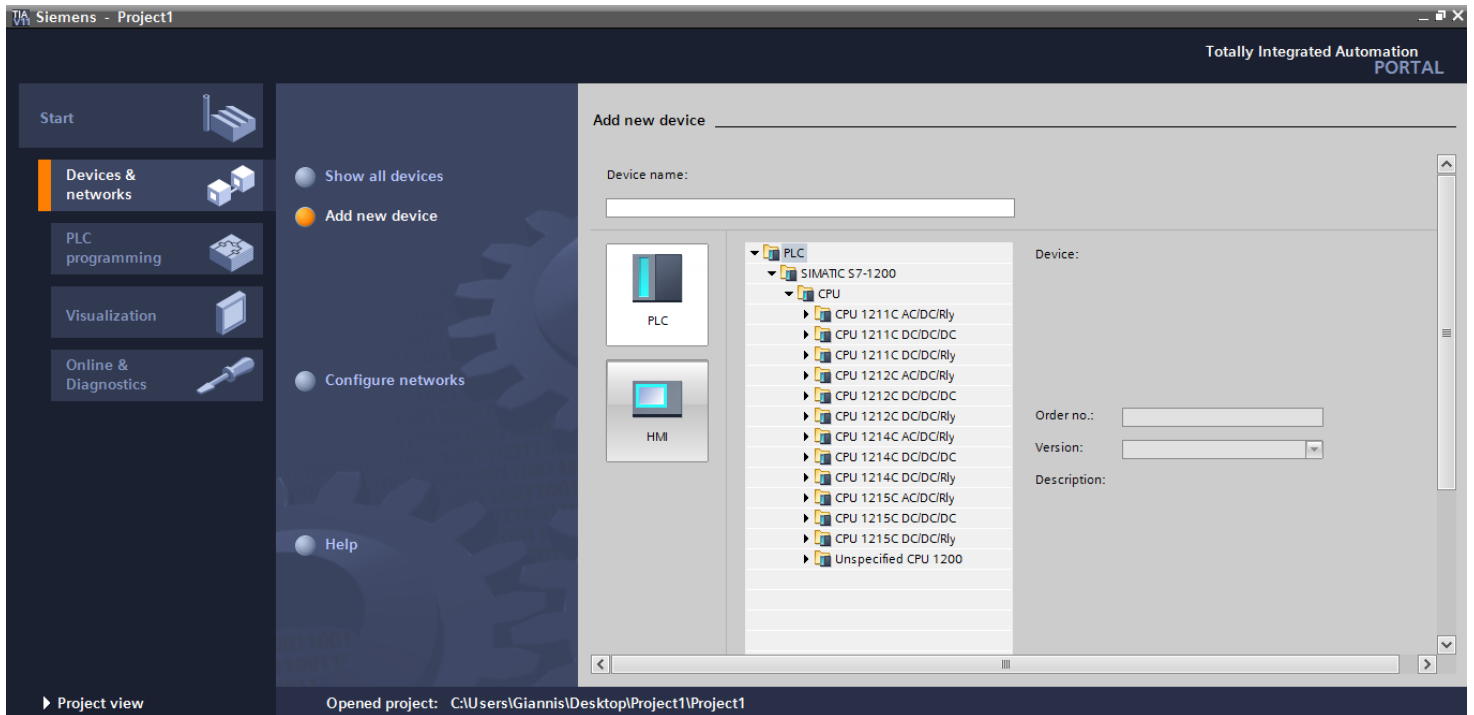 TIA V11 Siemens - Project1
Totally Integrated Automation
PORTAL
Start
Devices &
networks
PLC
programming
Visualization
Online &
Diagnostics
Show all devices
Add new device
Configure networks
Help
Add new device
Device name:
PLC
HMI
PLC
SIMATIC S7-1200
CPU
CPU 1211C AC/DC/Rly
CPU 1211C DC/DC/DC
CPU 1211C DC/DC/Rly
CPU 1212C AC/DC/Rly
CPU 1212C DC/DC/DC
CPU 1212C DC/DC/Rly
CPU 1214C AC/DC/Rly
CPU 1214C DC/DC/DC
CPU 1214C DC/DC/Rly
CPU 1215C AC/DC/Rly
CPU 1215C DC/DC/DC
CPU 1215C DC/DC/Rly
Unspecified CPU 1200
Device:
Order no.:
Version:
Description:
Project view
Opened project: C:\Users\Giannis\Desktop\Project1\Project1